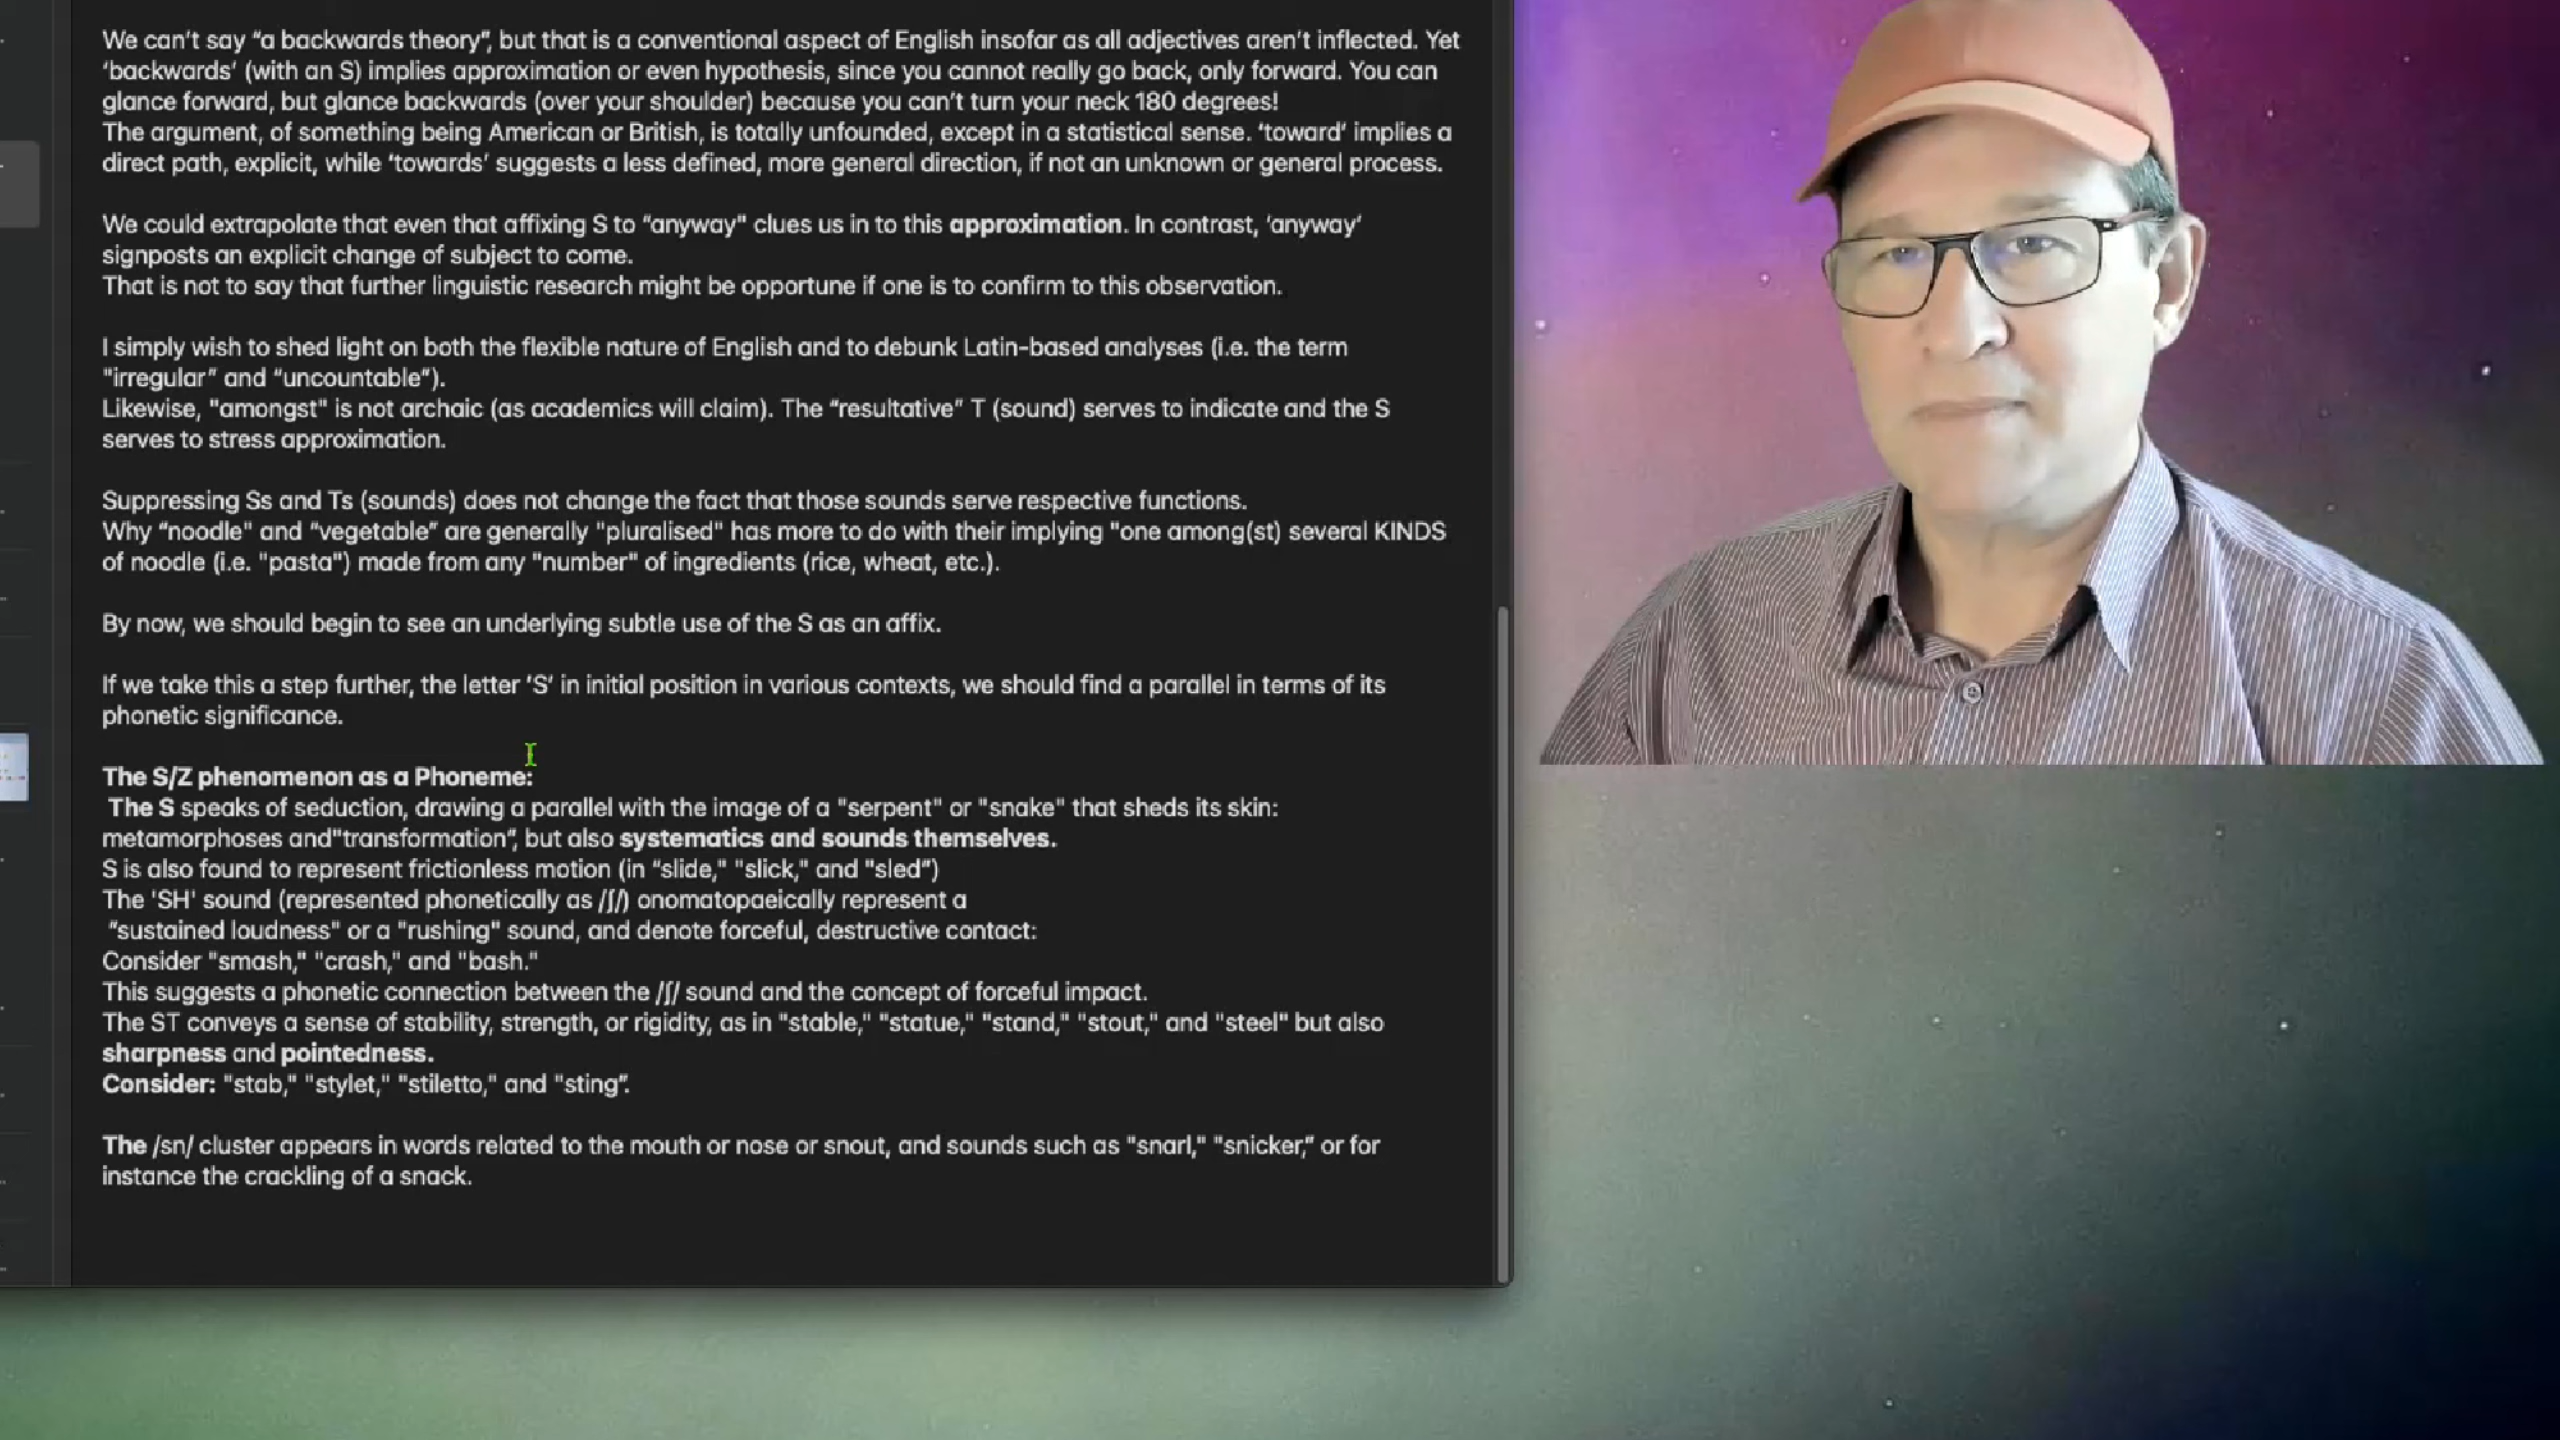 We can't say “a backwards theory”, but that is a conventional aspect of English insofar as all adjectives aren't inflected. Yet
‘backwards’ (with an S) implies approximation or even hypothesis, since you cannot really go back, only forward. You can
glance forward, but glance backwards (over your shoulder) because you can't turn your neck 180 degrees!
The argument, of something being American or British, is totally unfounded, except in a statistical sense. ‘toward’ implies a
direct path, explicit, while ‘towards’ suggests a less defined, more general direction, if not an unknown or general process.
We could extrapolate that even that affixing S to “anyway" clues us in to this approximation. In contrast, ‘anyway’
signposts an explicit change of subject to come.
That is not to say that further linguistic research might be opportune if one is to confirm to this observation.
I simply wish to shed light on both the flexible nature of English and to debunk Latin-based analyses (i.e. the term
"irregular” and “uncountable”).
Likewise, "amongst" is not archaic (as academics will claim). The “resultative” T (sound) serves to indicate and the S
serves to stress approximation.
Suppressing Ss and Ts (sounds) does not change the fact that those sounds serve respective functions.
Why “noodle" and “vegetable” are generally "pluralised" has more to do with their implying "one among(st) several KINDS
of noodle (i.e. "pasta") made from any "number" of ingredients (rice, wheat, etc.).
By now, we should begin to see an underlying subtle use of the S as an affix.
If we take this a step further, the letter ‘S’ in initial position in various contexts, we should find a parallel in terms of its
phonetic significance.
The S/Z phenomenon as a Phoneme:
The S speaks of seduction, drawing a parallel with the image of a "serpent" or "snake" that sheds its skin:
metamorphoses and"transformation”, but also systematics and sounds themselves.
S is also found to represent frictionless motion (in “slide," "slick," and "sled”)
The 'SH' sound (represented phonetically as /ʃ/) onomatopaeically represent a
“sustained loudness" or a "rushing" sound, and denote forceful, destructive contact:
Consider "smash," "crash," and "bash."
This suggests a phonetic connection between the /ʃ/ sound and the concept of forceful impact.
The ST conveys a sense of stability, strength, or rigidity, as in "stable," "statue," "stand," "stout," and "steel" but also
sharpness and pointedness.
Consider: "stab," "stylet," "stiletto," and "sting”.
The /sn/ cluster appears in words related to the mouth or nose or snout, and sounds such as "snarl," "snicker,” or for
instance the crackling of a snack.